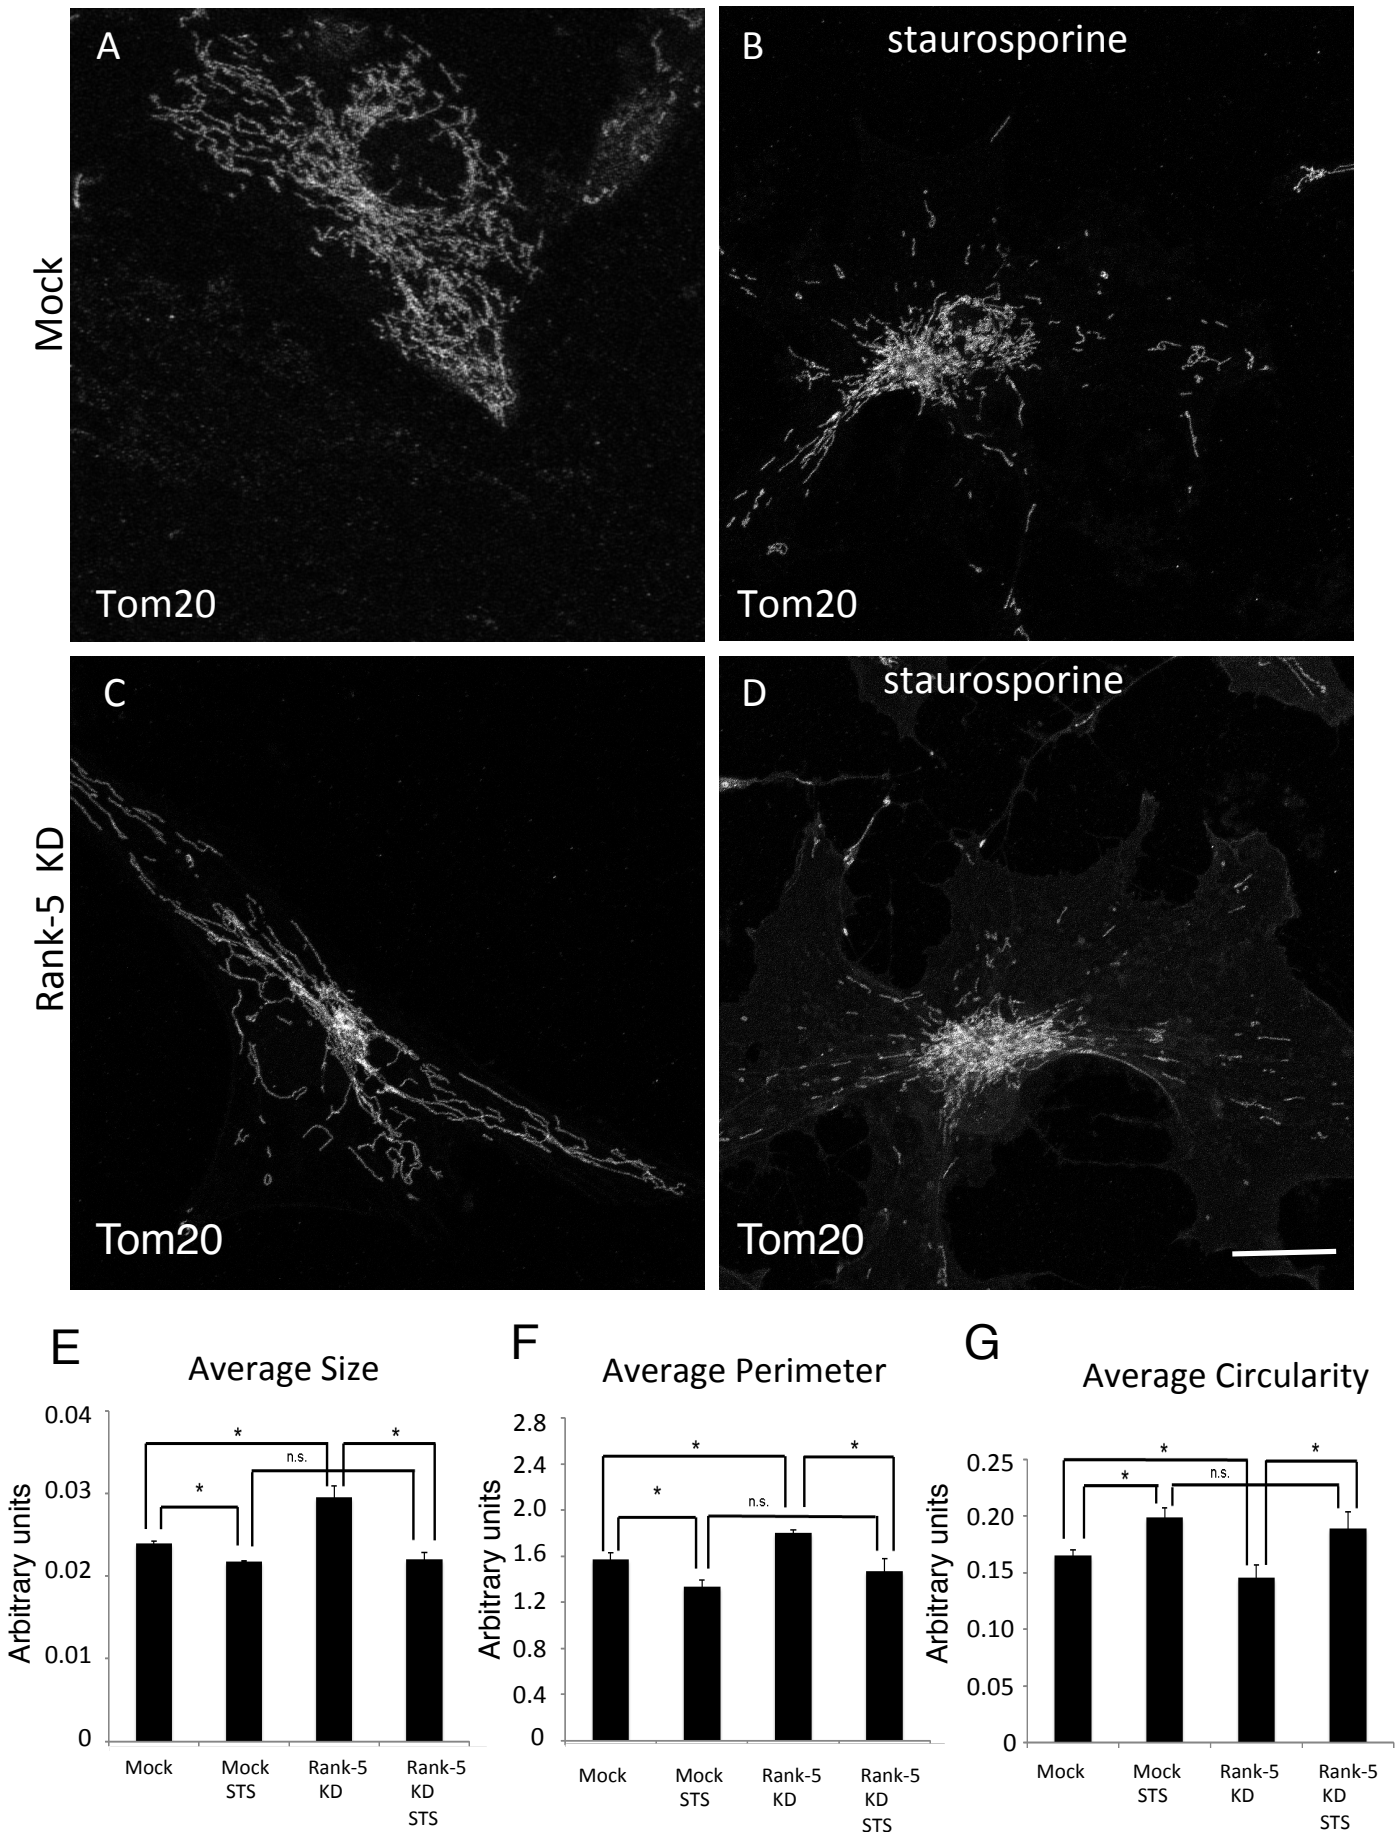 A
B
staurosporine
Mock
Tom20
Tom20
C
D
staurosporine
Rank-5 KD
Tom20
Tom20
E
Average Size
Arbitrary units
0.04
0.03
0.02
0.01
0
*
*
n.s.
*
Mock
Mock
STS
Rank-5
KD
Rank-5
KD
STS
F
Average Perimeter
Arbitrary units
2.8
2.4
2.0
1.6
1.2
0.8
0.4
0
*
*
n.s.
*
Mock
Mock
STS
Rank-5
KD
Rank-5
KD
STS
G
Average Circularity
Arbitrary units
0.25
0.20
0.15
0.10
0.05
0
*
*
n.s.
*
Mock
Mock
STS
Rank-5
KD
Rank-5
KD
STS